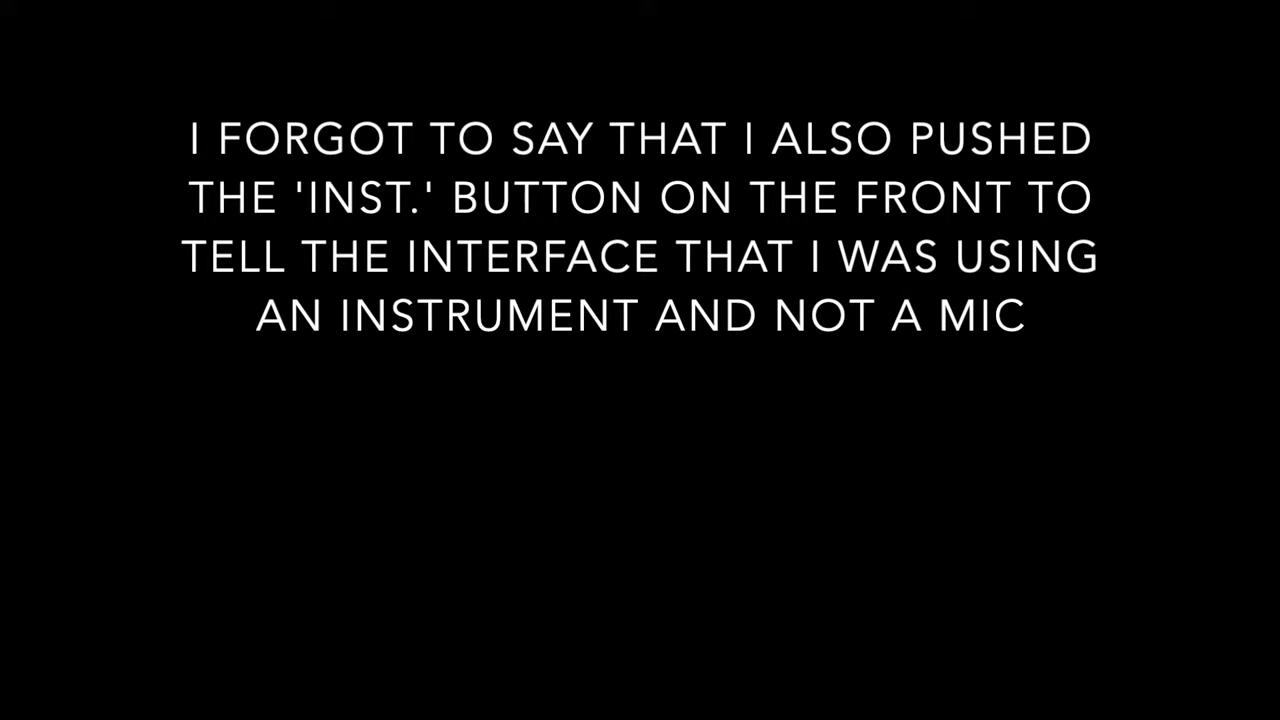 I FORGOT TO SAY THAT I ALSO PUSHED
THE 'INST.' BUTTON ON THE FRONT TO
TELL THE INTERFACE THAT I WAS USING
AN INSTRUMENT AND NOT A MIC